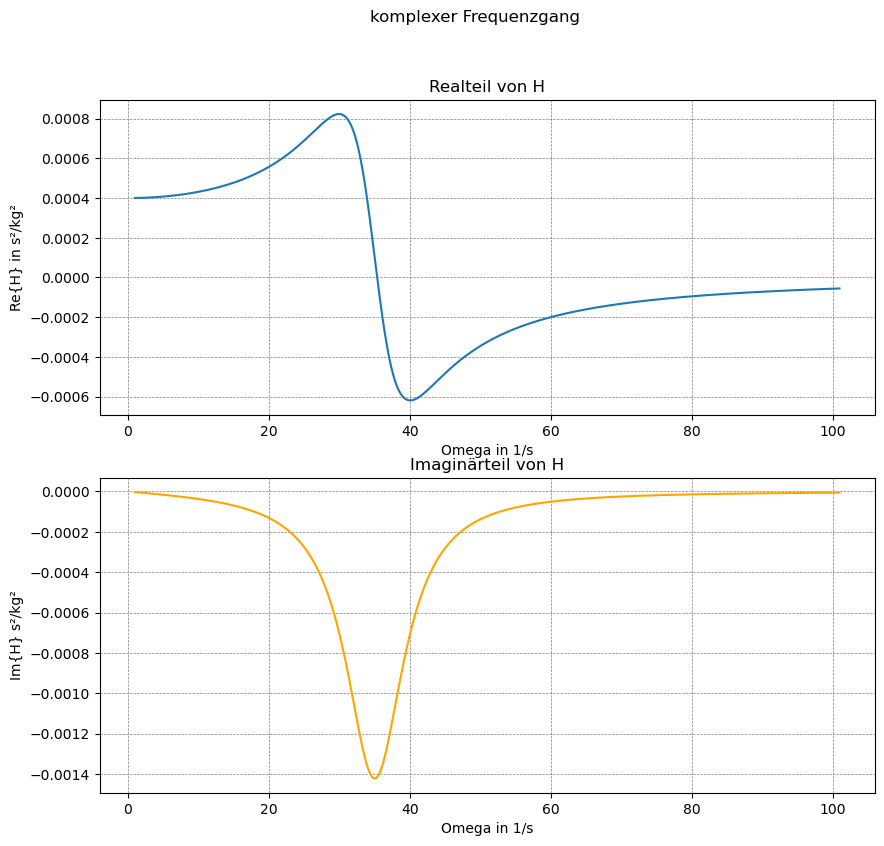 komplexer Frequenzgang
Realteil von H
Re{H} in s²/kg²
0.0008
0.0006
0.0004
0.0002
0.0000
−0.0002
−0.0004
−0.0006
0 20 40 60 80 100
Omega in 1/s
Imaginärteil von H
Im{H} s²/kg²
0.0000
−0.0002
−0.0004
−0.0006
−0.0008
−0.0010
−0.0012
−0.0014
0 20 40 60 80 100
Omega in 1/s